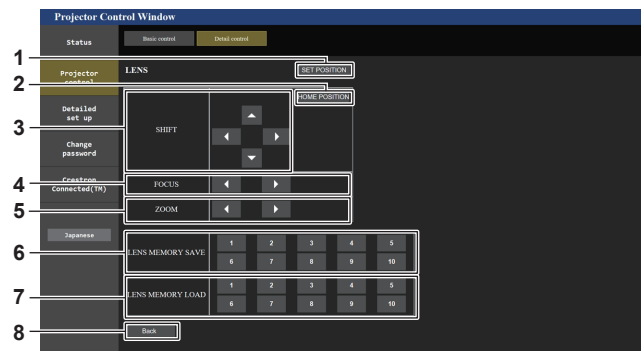 Projector Control Window
Status
Basic control
Detail control
1
LENS
SET POSITION
Projector
control
2
HOME POSITION
Detailed
set up
3
SHIFT
Change
password
4
FOCUS
Crestron
Connected(TM)
5
ZOOM
Japanese
6
LENS MEMORY SAVE
1 2 3 4 5
6 7 8 9 10
7
LENS MEMORY LOAD
1 2 3 4 5
6 7 8 9 10
8
Back